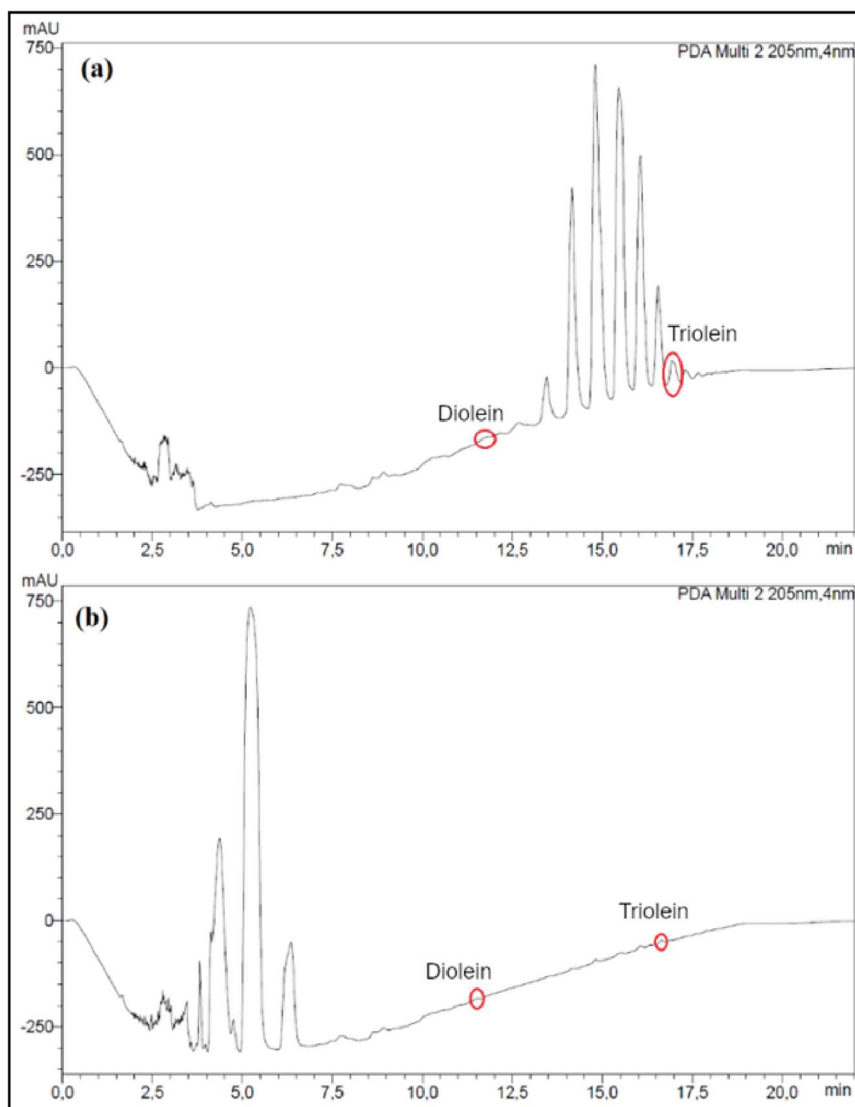 mAU
750
(a)
PDA Multi 2 205nm,4nm
500
250
Triolein
0
Diolein
-250
0,0 2,5 5,0 7,5 10,0 12,5 15,0 17,5 20,0 min
mAU
750
(b)
PDA Multi 2 205nm,4nm
500
250
Triolein
0
Diolein
-250
0,0 2,5 5,0 7,5 10,0 12,5 15,0 17,5 20,0 min